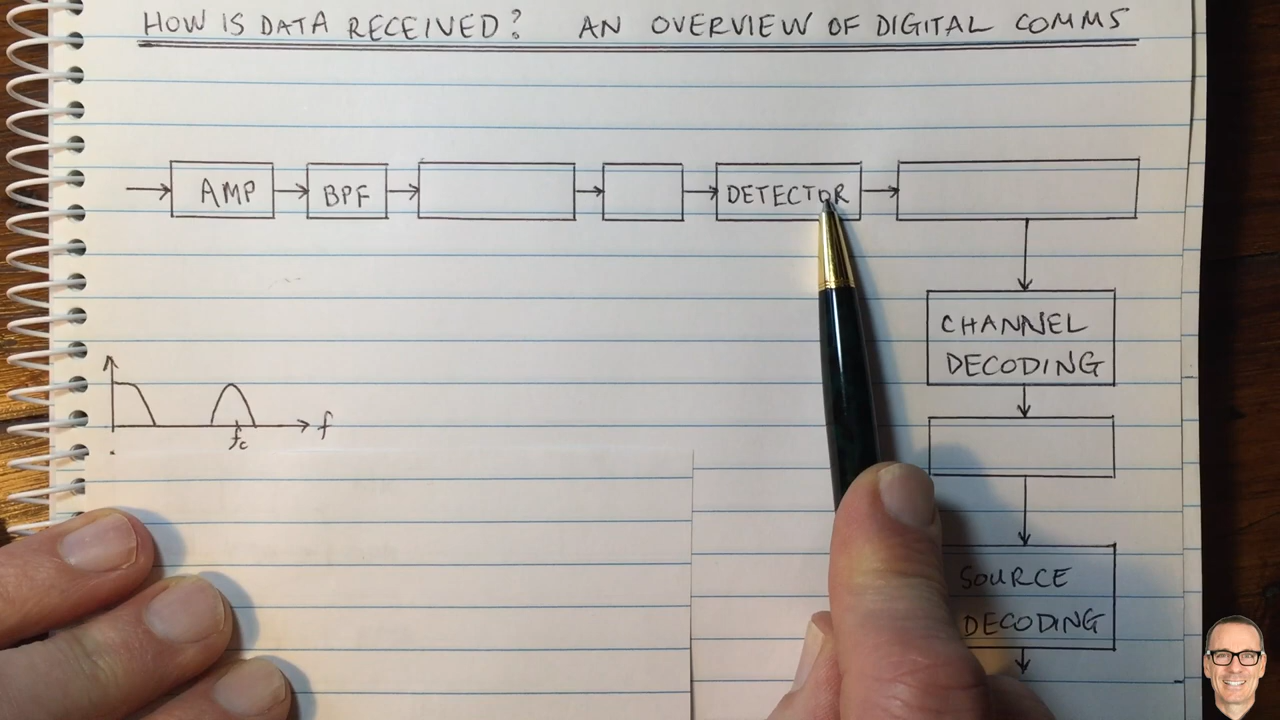 HOW IS DATA RECEIVED? AN OVERVIEW OF DIGITAL COMMS
AMP
BPF
DETECTOR
CHANNEL
DECODING
f
fc
SOURCE
DECODING